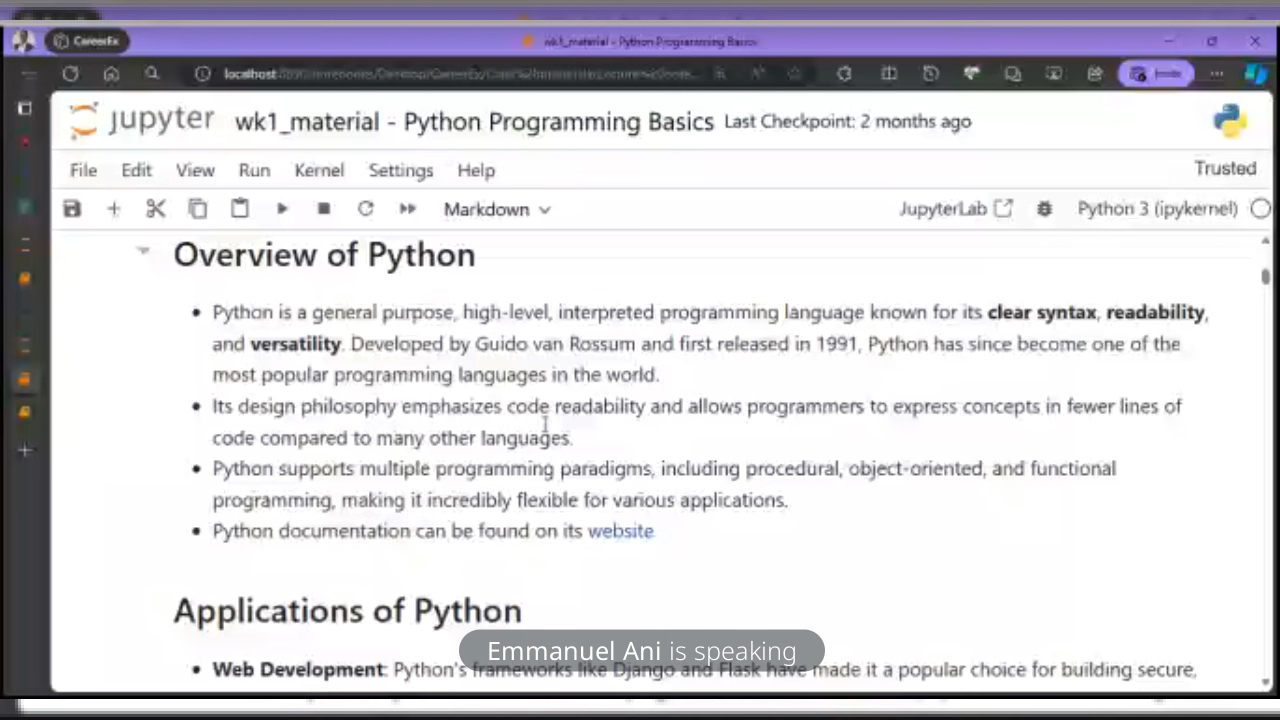 CareerEx
wk1_material - Python Programming Basics
localhost
jupyter wk1_material - Python Programming Basics Last Checkpoint: 2 months ago
File Edit View Run Kernel Settings Help Trusted
Markdown JupyterLab Python 3 (ipykernel)
Overview of Python
• Python is a general purpose, high-level, interpreted programming language known for its clear syntax, readability,
and versatility. Developed by Guido van Rossum and first released in 1991, Python has since become one of the
most popular programming languages in the world.
• Its design philosophy emphasizes code readability and allows programmers to express concepts in fewer lines of
code compared to many other languages.
• Python supports multiple programming paradigms, including procedural, object-oriented, and functional
programming, making it incredibly flexible for various applications.
• Python documentation can be found on its website
Applications of Python
Emmanuel Ani is speaking
• Web Development: Python's frameworks like Django and Flask have made it a popular choice for building secure,